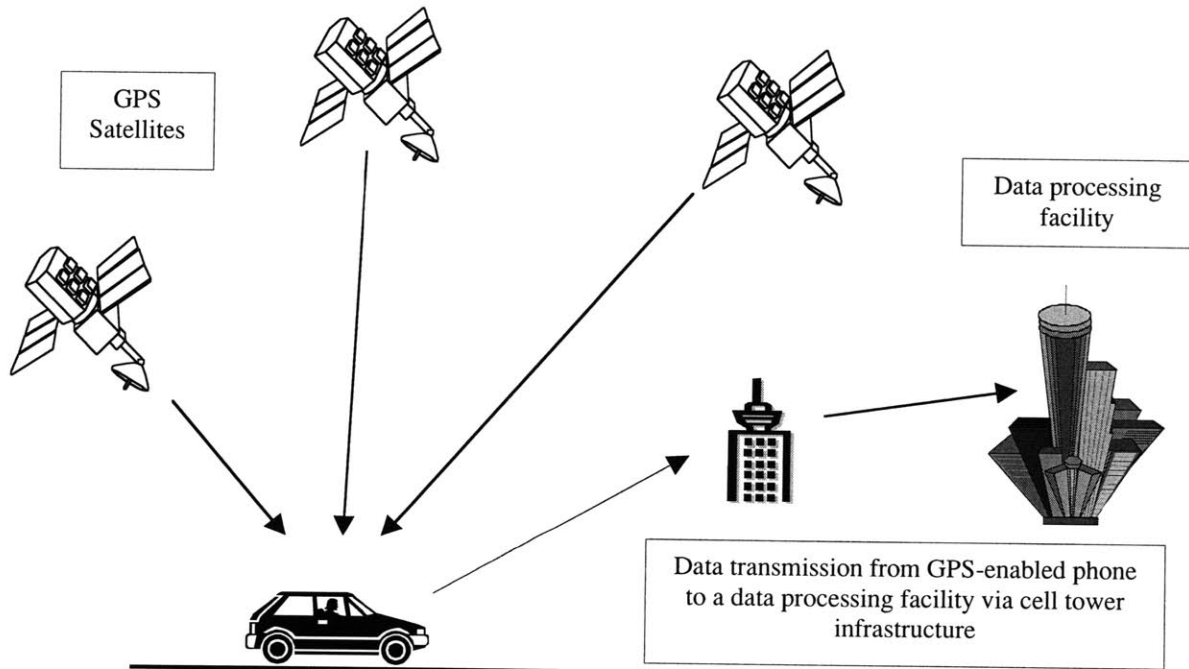 GPS
Satellites
Data processing
facility
Data transmission from GPS-enabled phone
to a data processing facility via cell tower
infrastructure